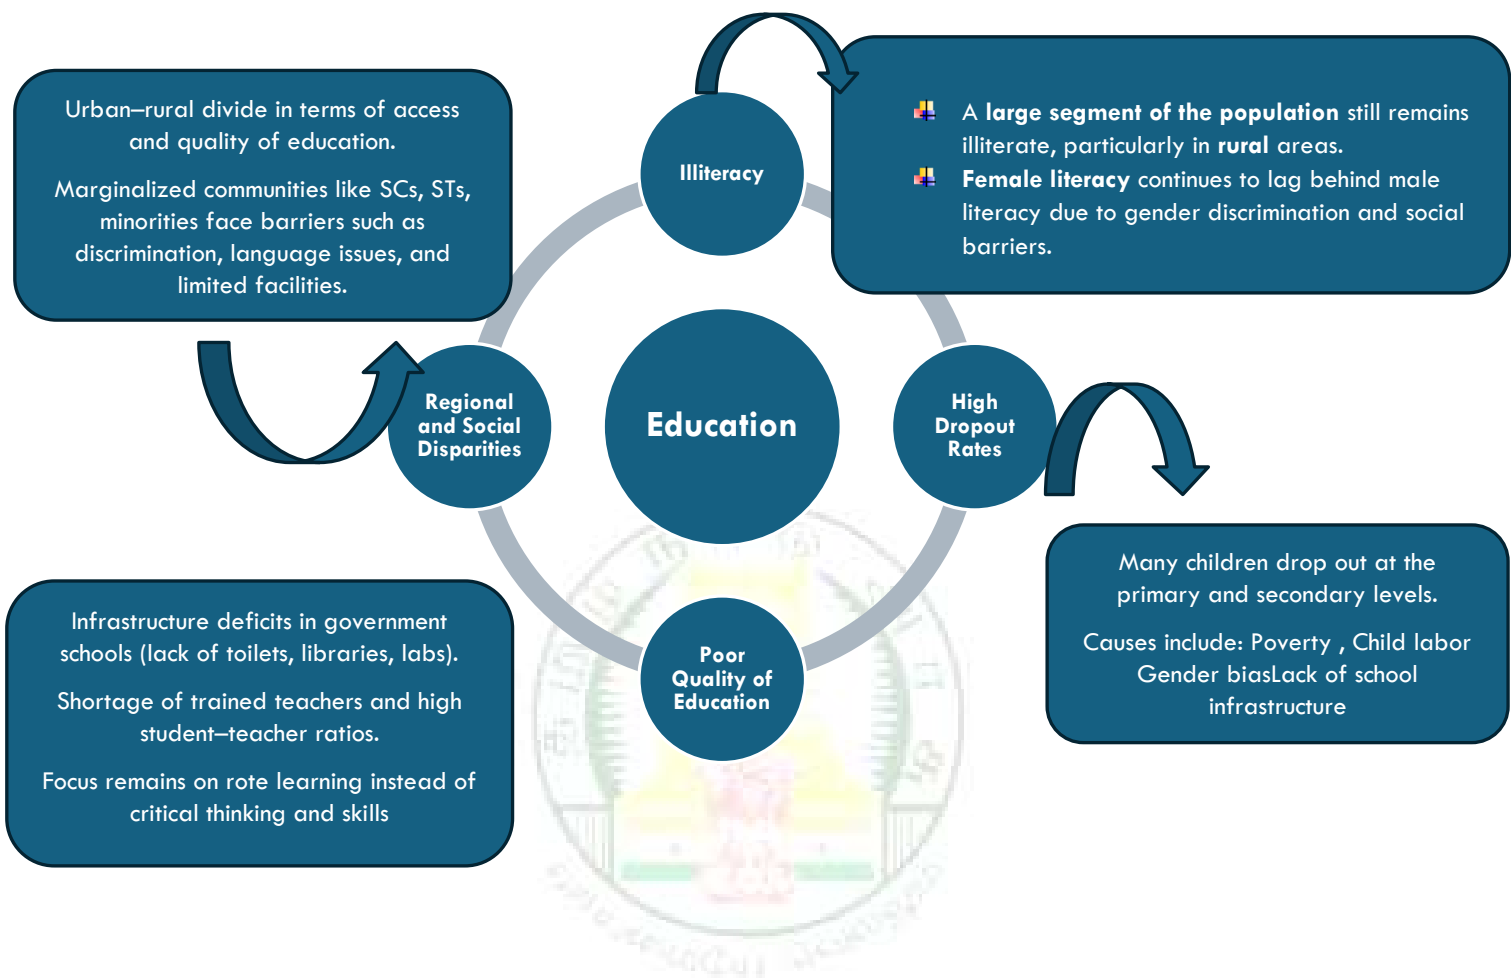 Urban–rural divide in terms of access
and quality of education.
Marginalized communities like SCs, STs,
minorities face barriers such as
discrimination, language issues, and
limited facilities.
Illiteracy
A large segment of the population still remains
illiterate, particularly in rural areas.
Female literacy continues to lag behind male
literacy due to gender discrimination and social
barriers.
Regional
and Social
Disparities
Education
High
Dropout
Rates
Many children drop out at the
primary and secondary levels.
Causes include: Poverty , Child labor
Gender biasLack of school
infrastructure
Poor
Quality of
Education
Infrastructure deficits in government
schools (lack of toilets, libraries, labs).
Shortage of trained teachers and high
student–teacher ratios.
Focus remains on rote learning instead of
critical thinking and skills